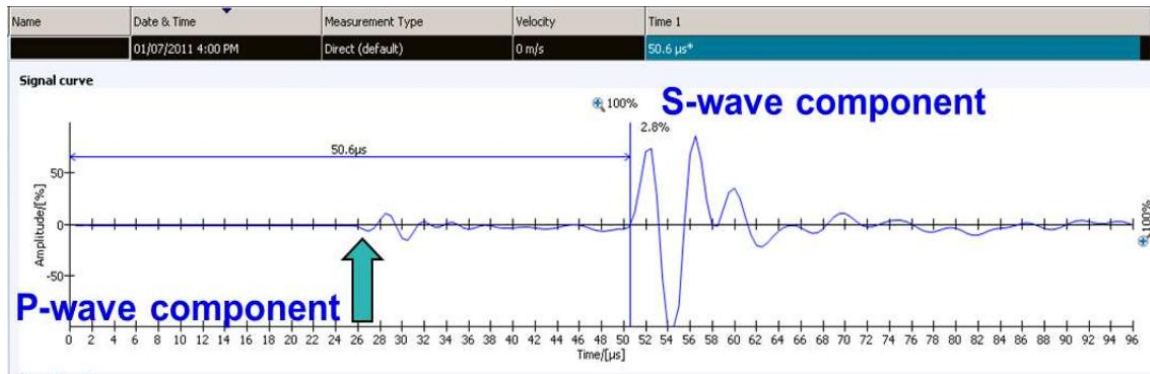 Name Date & Time Measurement Type Velocity Time 1
01/07/2011 4:00 PM Direct (default) 0 m/s 50.6 µs*
Signal curve
100% S-wave component
2.8%
50.6µs
50
0
-50
Amplitude/[%]
100%
P-wave component
0 2 4 6 8 10 12 14 16 18 20 22 24 26 28 30 32 34 36 38 40 42 44 46 48 50 52 54 56 58 60 62 64 66 68 70 72 74 76 78 80 82 84 86 88 90 92 94 96
Time/[µs]